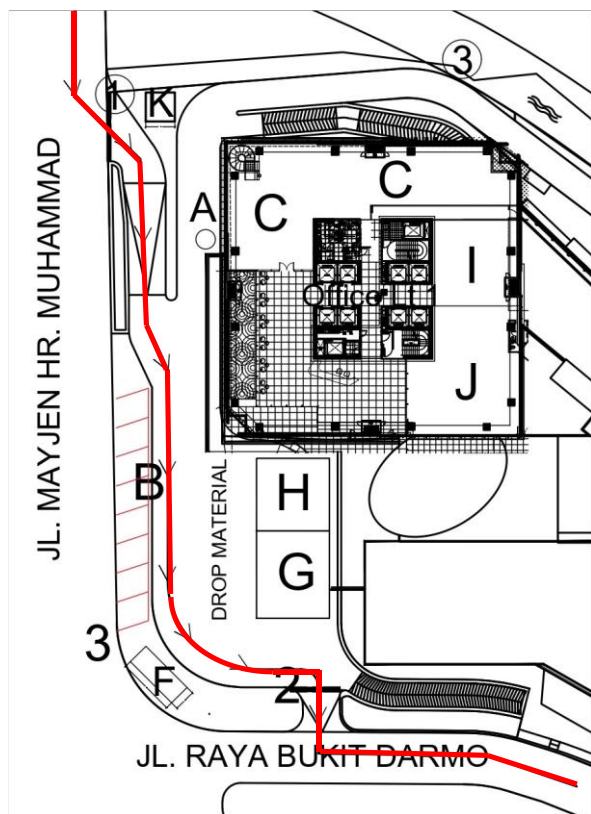 3
1
K
JL. MAYJEN HR. MUHAMMAD
A
C
C
I
Office
J
B
DROP MATERIAL
H
G
3
F
2
JL. RAYA BUKIT DARMO